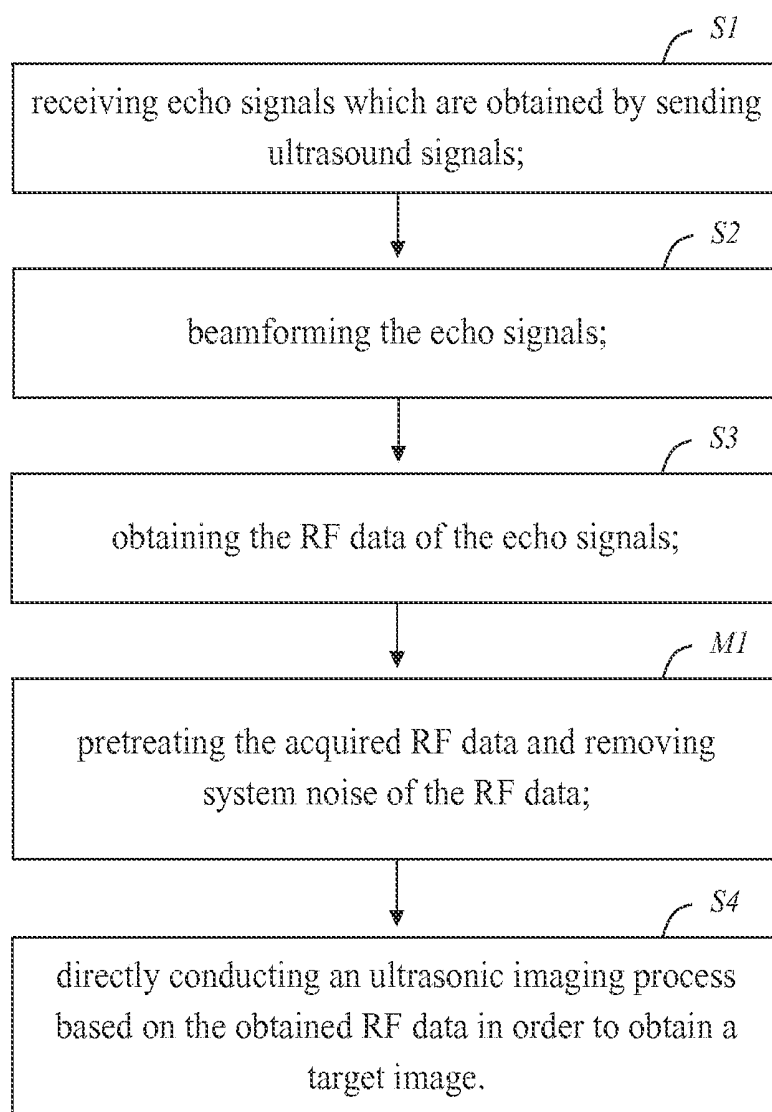 S1
receiving echo signals which are obtained by sending
ultrasound signals;
S2
beamforming the echo signals;
S3
obtaining the RF data of the echo signals;
M1
pretreating the acquired RF data and removing
system noise of the RF data;
S4
directly conducting an ultrasonic imaging process
based on the obtained RF data in order to obtain a
target image.